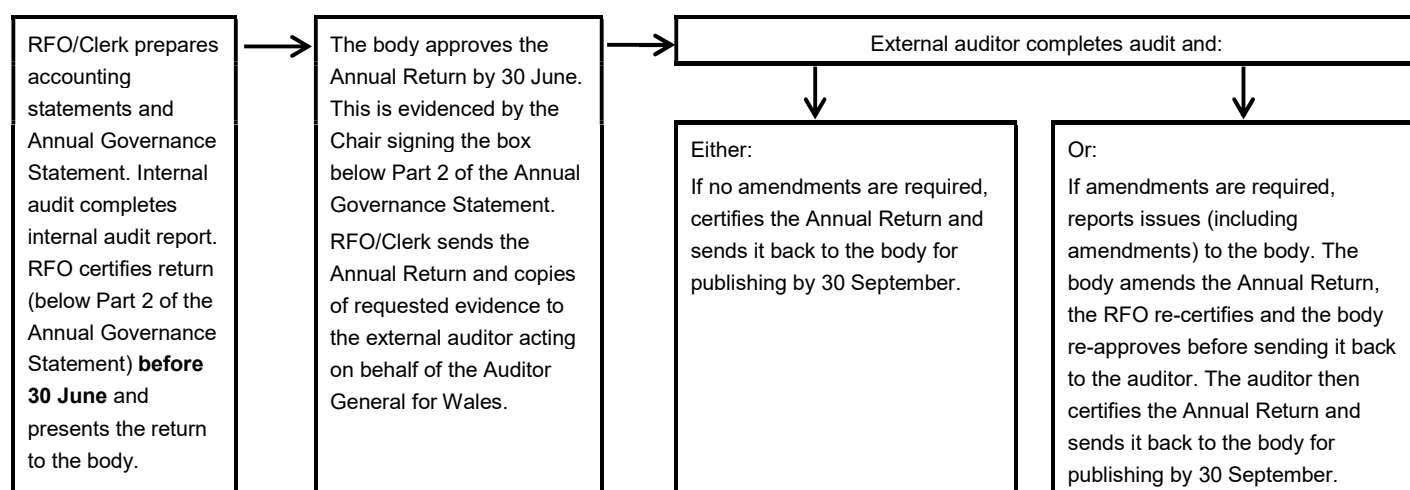 RFO/Clerk prepares
accounting
statements and
Annual Governance
Statement. Internal
audit completes
internal audit report.
RFO certifies return
(below Part 2 of the
Annual Governance
Statement) before
30 June and
presents the return
to the body.
The body approves the
Annual Return by 30 June.
This is evidenced by the
Chair signing the box
below Part 2 of the Annual
Governance Statement.
RFO/Clerk sends the
Annual Return and copies
of requested evidence to
the external auditor acting
on behalf of the Auditor
General for Wales.
External auditor completes audit and:
Either:
If no amendments are required,
certifies the Annual Return and
sends it back to the body for
publishing by 30 September.
Or:
If amendments are required,
reports issues (including
amendments) to the body. The
body amends the Annual Return,
the RFO re-certifies and the body
re-approves before sending it back
to the auditor. The auditor then
certifies the Annual Return and
sends it back to the body for
publishing by 30 September.